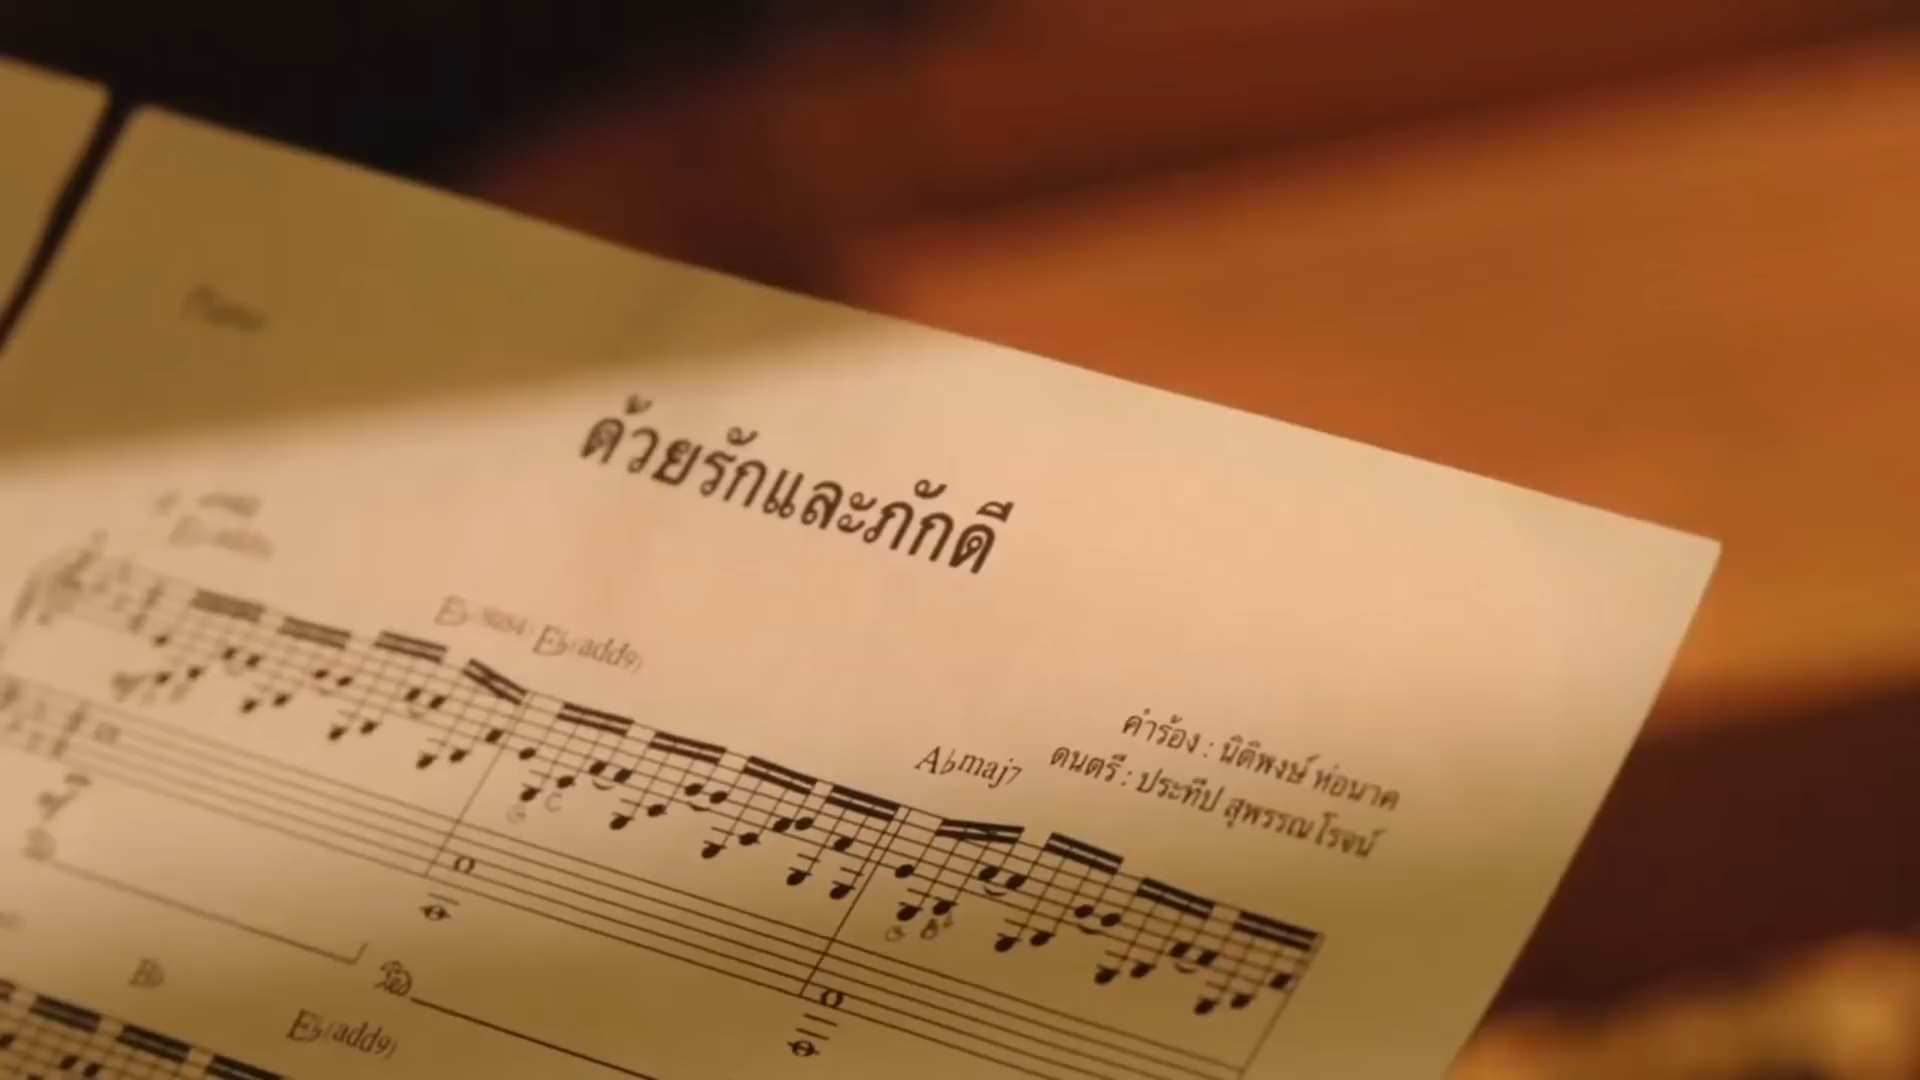 Piano
ด้วยรักและภักดี
E♭(sus4) E♭(add9)
คำร้อง : นิติพงษ์ ห่อนาค
ดนตรี : ประทีป สุพรรณโรจน์
A♭maj7
G C
G B♭
B♭
E♭(add9)